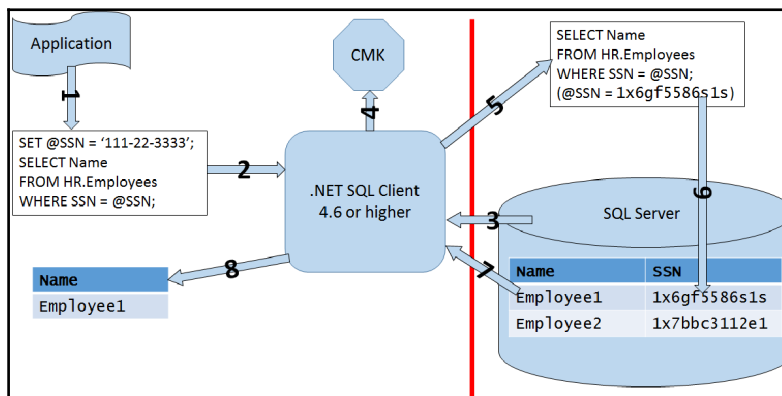 Application
1
SET @SSN = ‘111-22-3333’;
SELECT Name
FROM HR.Employees
WHERE SSN = @SSN;
2
CMK
4
.NET SQL Client
4.6 or higher
5
SELECT Name
FROM HR.Employees
WHERE SSN = @SSN;
(@SSN = 1x6gf5586s1s)
6
3
SQL Server
7
Name SSN
Employee1 1x6gf5586s1s
Employee2 1x7bbc3112e1
8
Name
Employee1